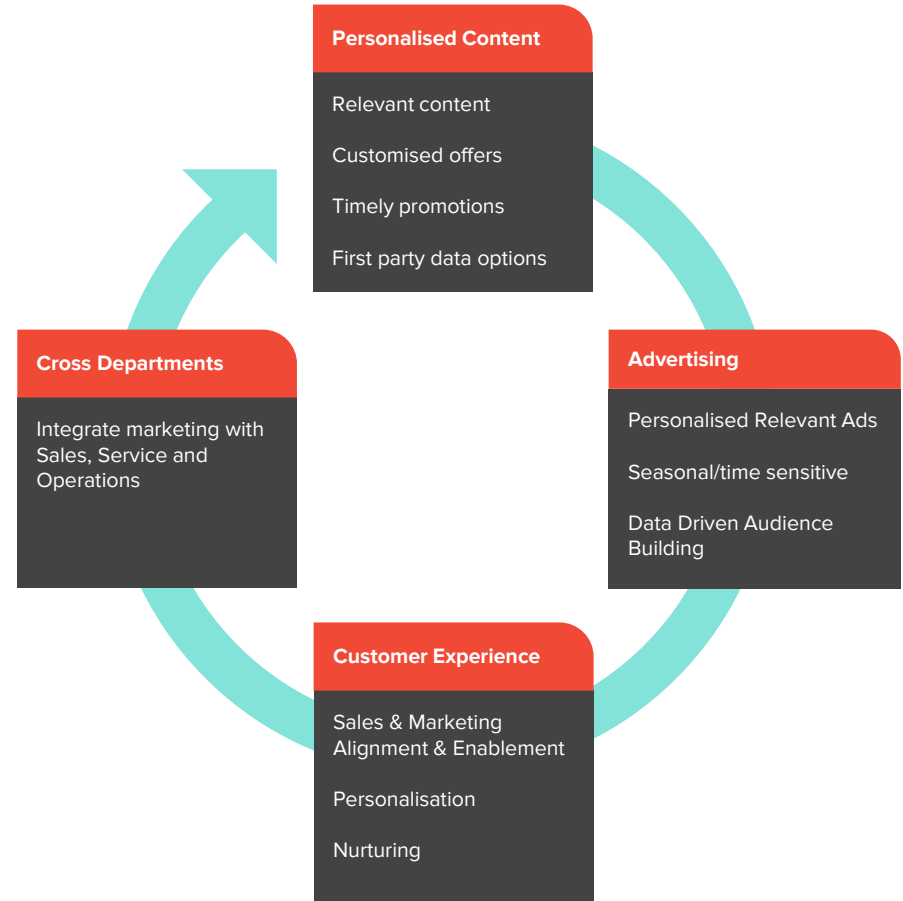 Personalised Content
Relevant content
Customised offers
Timely promotions
First party data options
Advertising
Personalised Relevant Ads
Seasonal/time sensitive
Data Driven Audience
Building
Customer Experience
Sales & Marketing
Alignment & Enablement
Personalisation
Nurturing
Cross Departments
Integrate marketing with
Sales, Service and
Operations